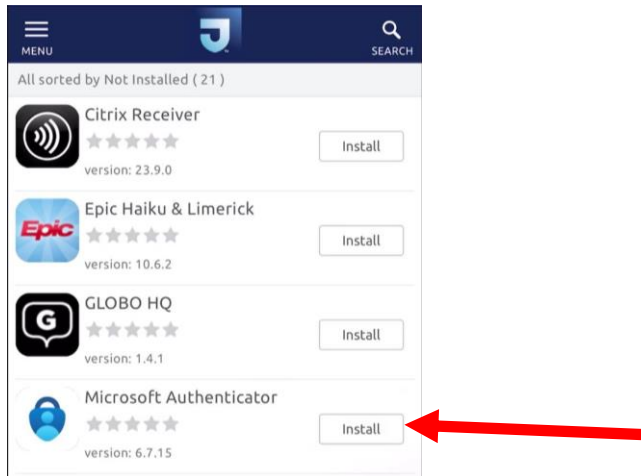 MENU
J
SEARCH
All sorted by Not Installed ( 21 )
Citrix Receiver
Install
version: 23.9.0
Epic
Epic Haiku & Limerick
Install
version: 10.6.2
G
GLOBO HQ
Install
version: 1.4.1
Microsoft Authenticator
Install
version: 6.7.15